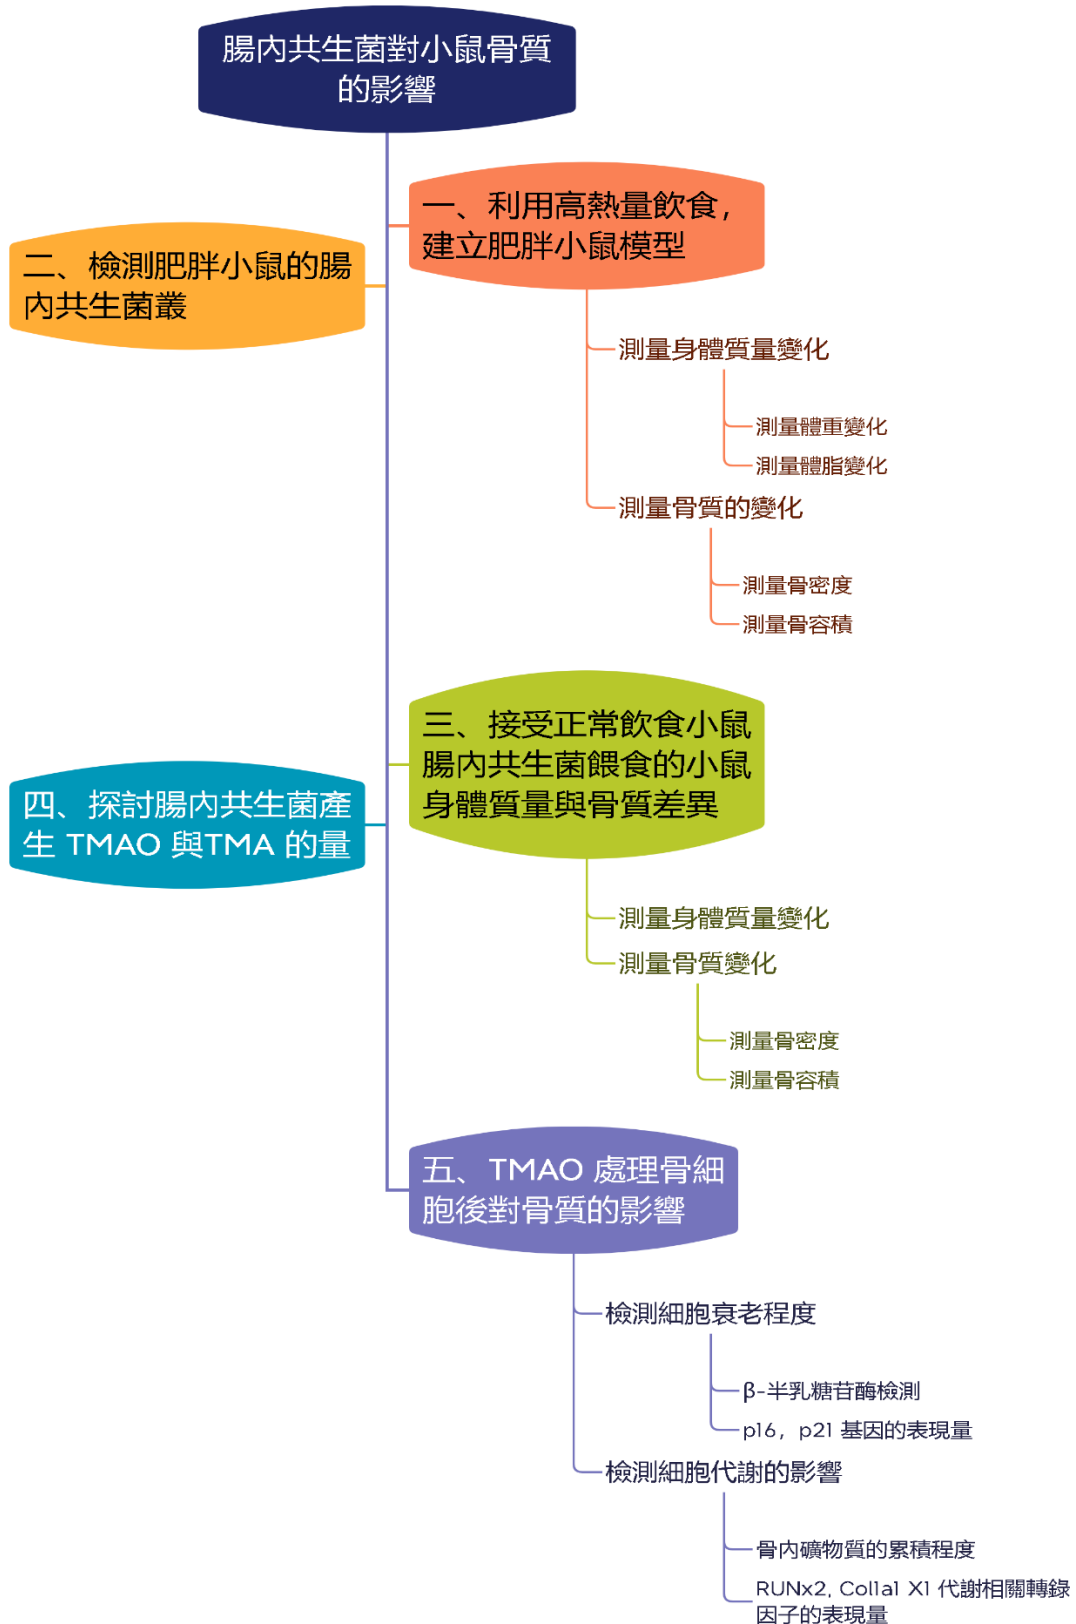 腸內共生菌對小鼠骨質
的影響
一、利用高熱量飲食，
建立肥胖小鼠模型
測量身體質量變化
測量體重變化
測量體脂變化
測量骨質的變化
測量骨密度
測量骨容積
二、檢測肥胖小鼠的腸
內共生菌叢
三、接受正常飲食小鼠
腸內共生菌餵食的小鼠
身體質量與骨質差異
測量身體質量變化
測量骨質變化
測量骨密度
測量骨容積
四、探討腸內共生菌產
生 TMAO 與TMA 的量
五、TMAO 處理骨細
胞後對骨質的影響
檢測細胞衰老程度
β-半乳糖苷酶檢測
p16，p21 基因的表現量
檢測細胞代謝的影響
骨內礦物質的累積程度
RUNx2, Col1a1 X1 代謝相關轉錄
因子的表現量